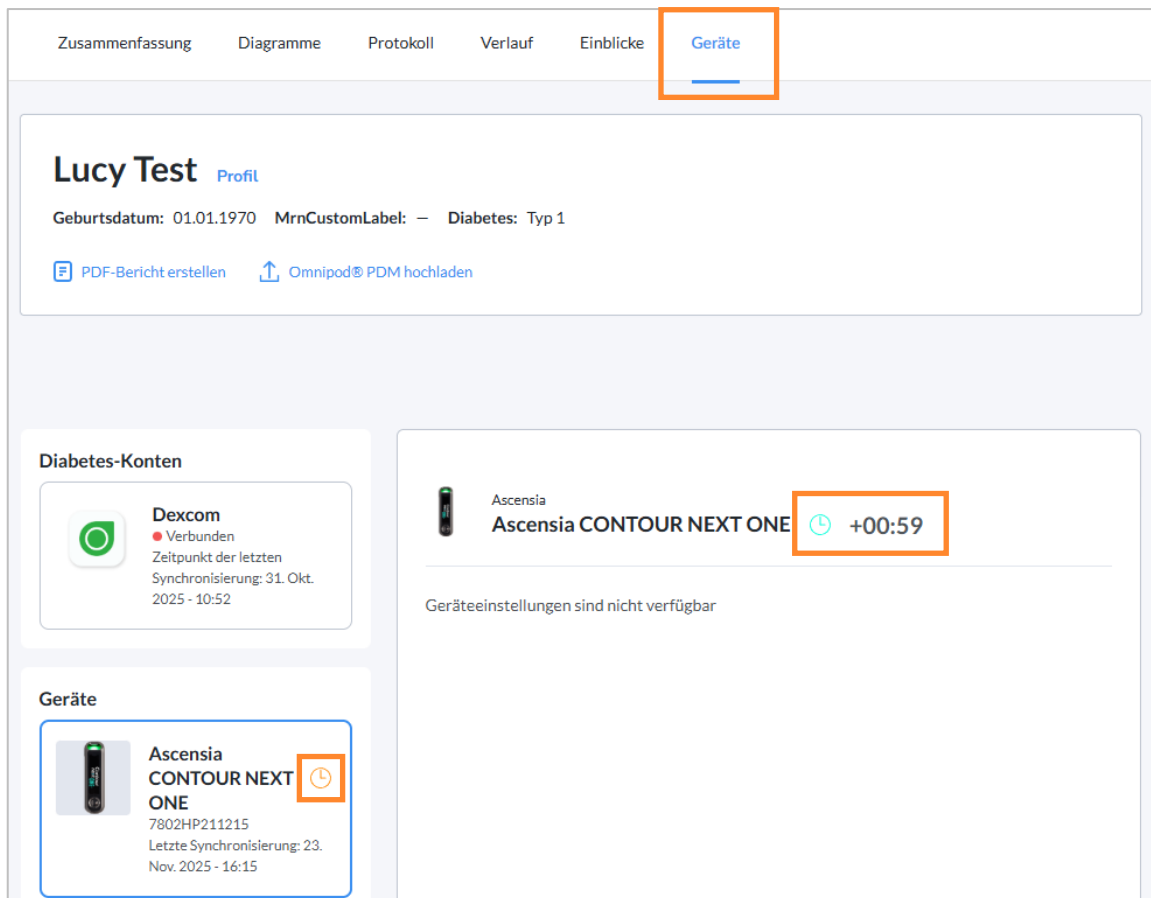 Zusammenfassung Diagramme Protokoll Verlauf Einblicke Geräte
Lucy Test Profil
Geburtsdatum: 01.01.1970 MrnCustomLabel: — Diabetes: Typ 1
PDF-Bericht erstellen Omnipod® PDM hochladen
Diabetes-Konten
Dexcom
Verbunden
Zeitpunkt der letzten
Synchronisierung: 31. Okt.
2025 - 10:52
Ascensia
Ascensia CONTOUR NEXT ONE +00:59
Geräteeinstellungen sind nicht verfügbar
Geräte
Ascensia
CONTOUR NEXT
ONE
7802HP211215
Letzte Synchronisierung: 23.
Nov. 2025 - 16:15